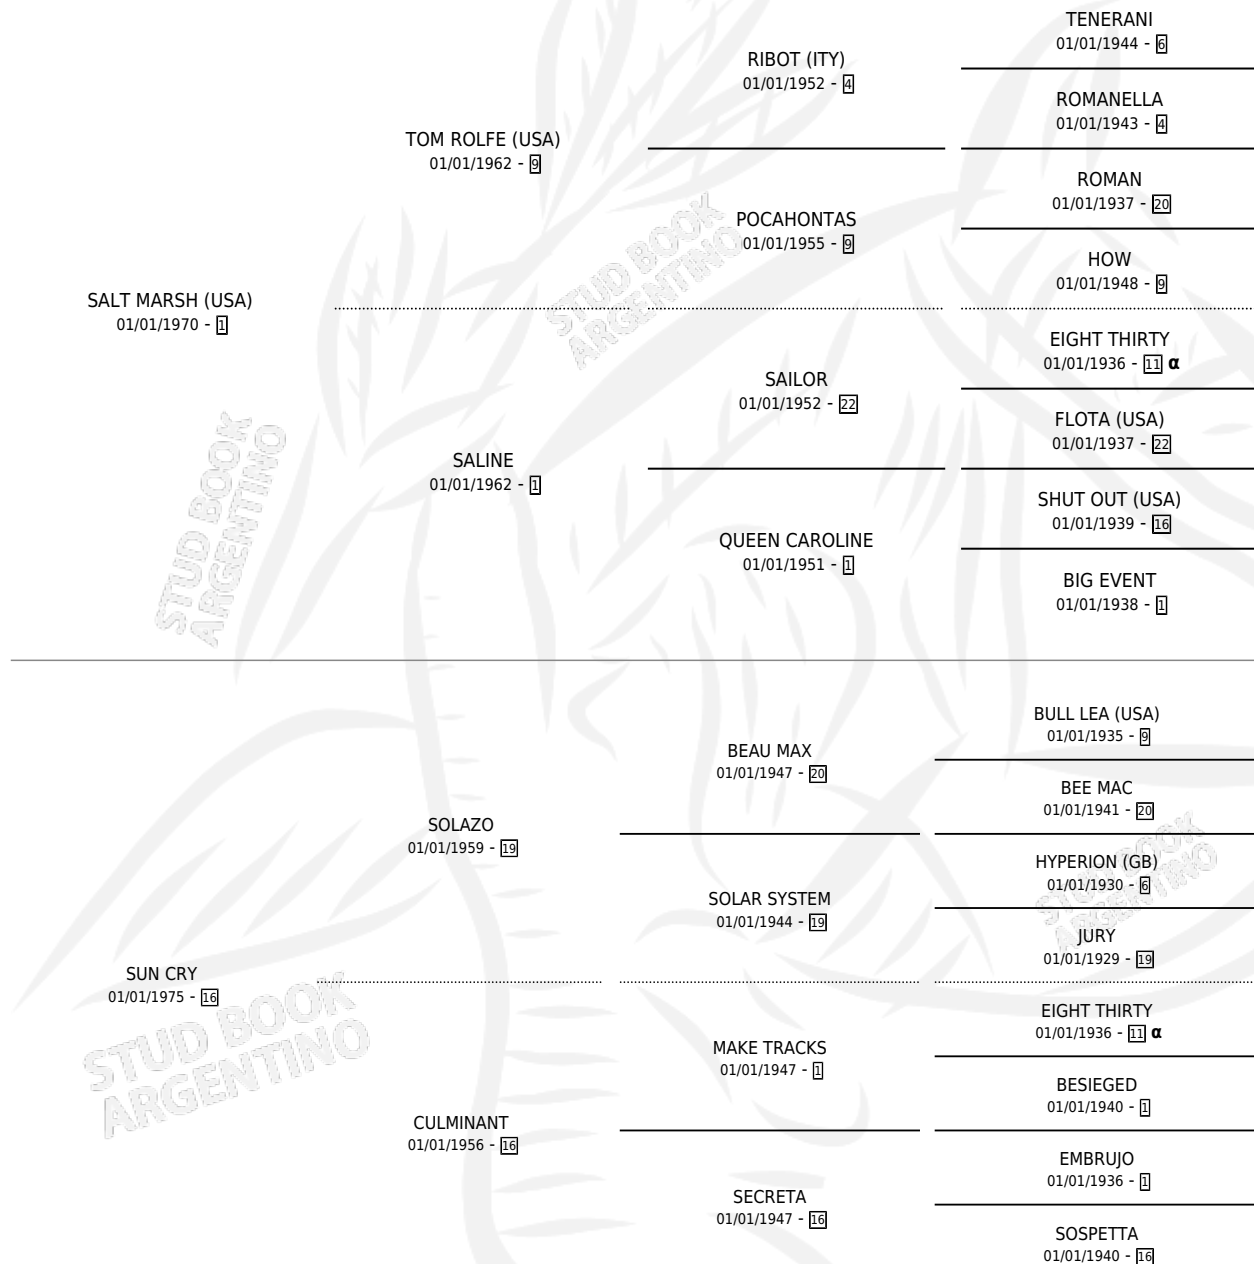 TENERANI
01/01/1944 - 6
RIBOT (ITY)
01/01/1952 - 4
ROMANELLA
01/01/1943 - 4
TOM ROLFE (USA)
01/01/1962 - 9
ROMAN
01/01/1937 - 20
POCAHONTAS
01/01/1955 - 9
HOW
01/01/1948 - 9
SALT MARSH (USA)
01/01/1970 - 1
EIGHT THIRTY
01/01/1936 - 11 α
SAILOR
01/01/1952 - 22
FLOTA (USA)
01/01/1937 - 22
SALINE
01/01/1962 - 1
SHUT OUT (USA)
01/01/1939 - 16
QUEEN CAROLINE
01/01/1951 - 1
BIG EVENT
01/01/1938 - 1
STUD BOOK
ARGENTINO
STUD BOOK
ARGENTINO
BULL LEA (USA)
01/01/1935 - 9
BEAU MAX
01/01/1947 - 20
BEE MAC
01/01/1941 - 20
SOLAZO
01/01/1959 - 19
HYPERION (GB)
01/01/1930 - 6
SOLAR SYSTEM
01/01/1944 - 19
JURY
01/01/1929 - 19
STUD BOOK
ARGENTINO
SUN CRY
01/01/1975 - 16
STUD BOOK
ARGENTINO
EIGHT THIRTY
01/01/1936 - 11 α
MAKE TRACKS
01/01/1947 - 1
BESIEGED
01/01/1940 - 1
CULMINANT
01/01/1956 - 16
EMBRUJO
01/01/1936 - 1
SECRETA
01/01/1947 - 16
SOSPETTA
01/01/1940 - 16